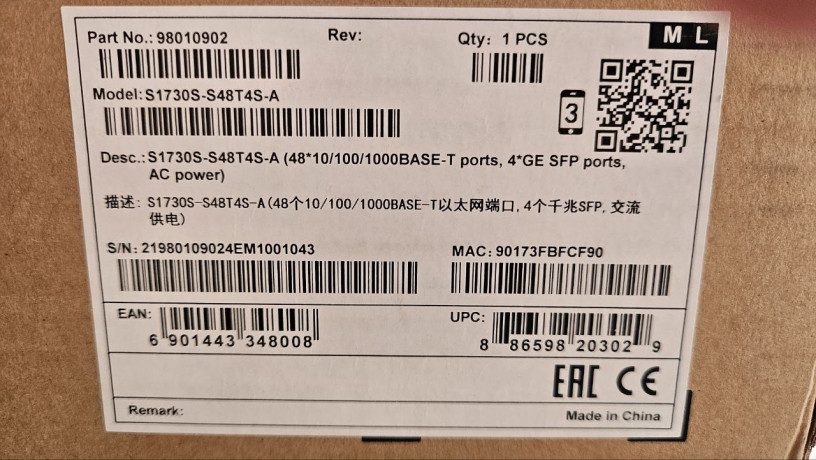 Part No.: 98010902 Rev: Qty: 1 PCS M L
Model: S1730S-S48T4S-A
3
Desc.: S1730S-S48T4S-A (48*10/100/1000BASE-T ports, 4*GE SFP ports,
AC power)
描述: S1730S-S48T4S-A(48个10/100/1000BASE-T以太网端口,4个千兆SFP,交流
供电)
S/N: 21980109024EM1001043 MAC: 90173FBFCF90
EAN: 6 901443 348008 UPC: 8 86598 20302 9
EAC CE
Remark: Made in China